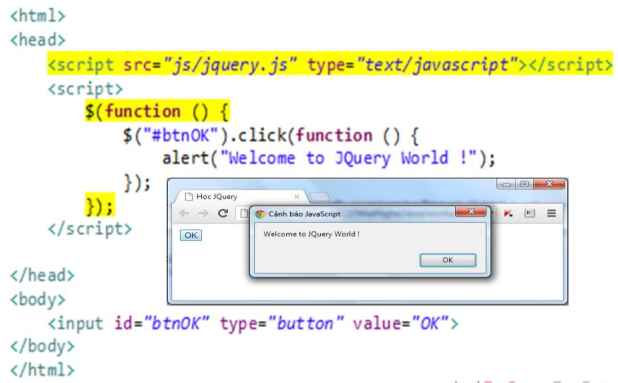 <html>
<head>
<script src="js/jquery.js" type="text/javascript"></script>
<script>
$(function () {
$("#btnOK").click(function () {
alert("Welcome to JQuery World !");
});
});
</script>
Học JQuery
Cảnh báo JavaScript
Welcome to JQuery World !
OK
OK
</head>
<body>
<input id="btnOK" type="button" value="OK">
</body>
</html>